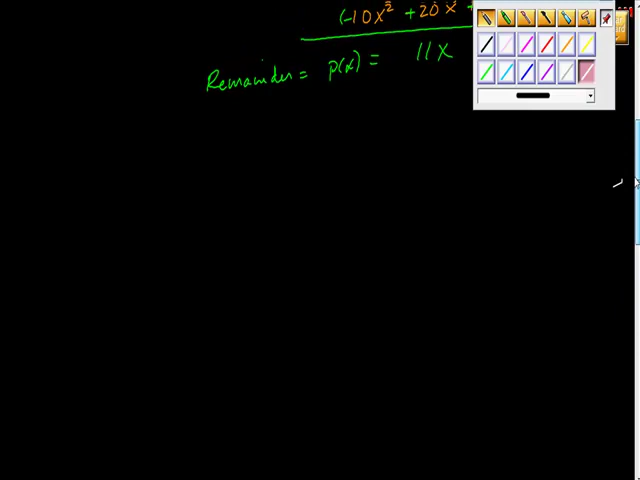 (-10x² + 20x +
Remainder = p(x) = 11x